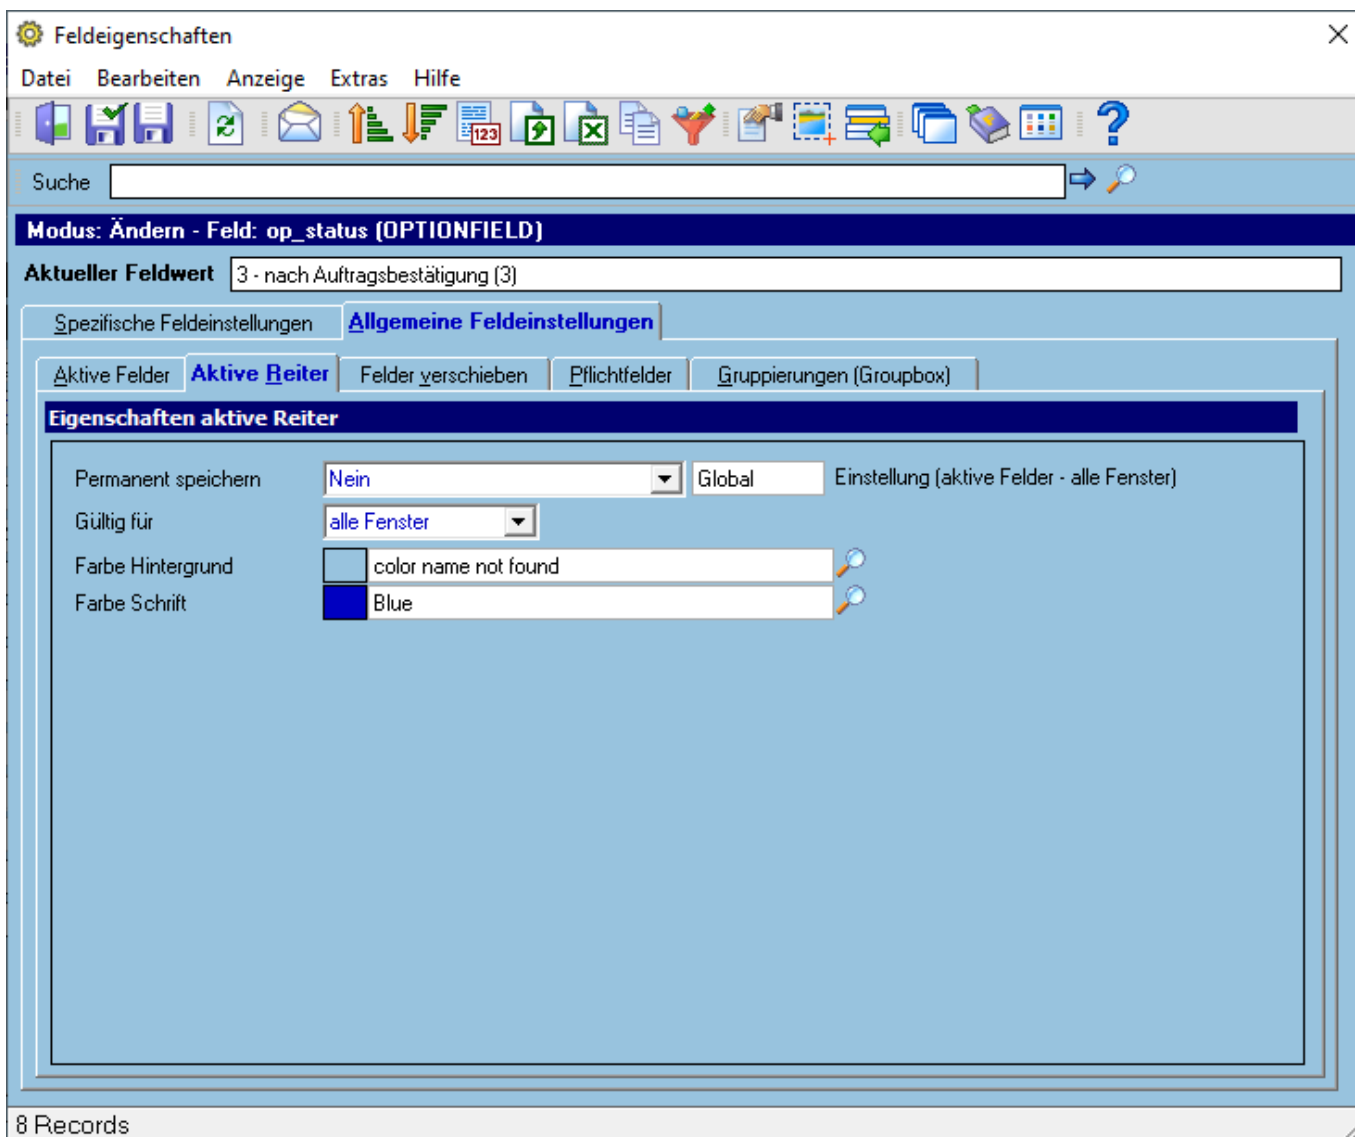 Feldeigenschaften
Datei Bearbeiten Anzeige Extras Hilfe
123
Suche
Modus: Ändern - Feld: op_status (OPTIONFIELD)
Aktueller Feldwert 3 - nach Auftragsbestätigung (3)
Spezifische Feldeinstellungen Allgemeine Feldeinstellungen
Aktive Felder Aktive Reiter Felder verschieben Pflichtfelder Gruppierungen (Groupbox)
Eigenschaften aktive Reiter
Permanent speichern Nein Global Einstellung (aktive Felder - alle Fenster)
Gültig für alle Fenster
Farbe Hintergrund color name not found
Farbe Schrift Blue
8 Records